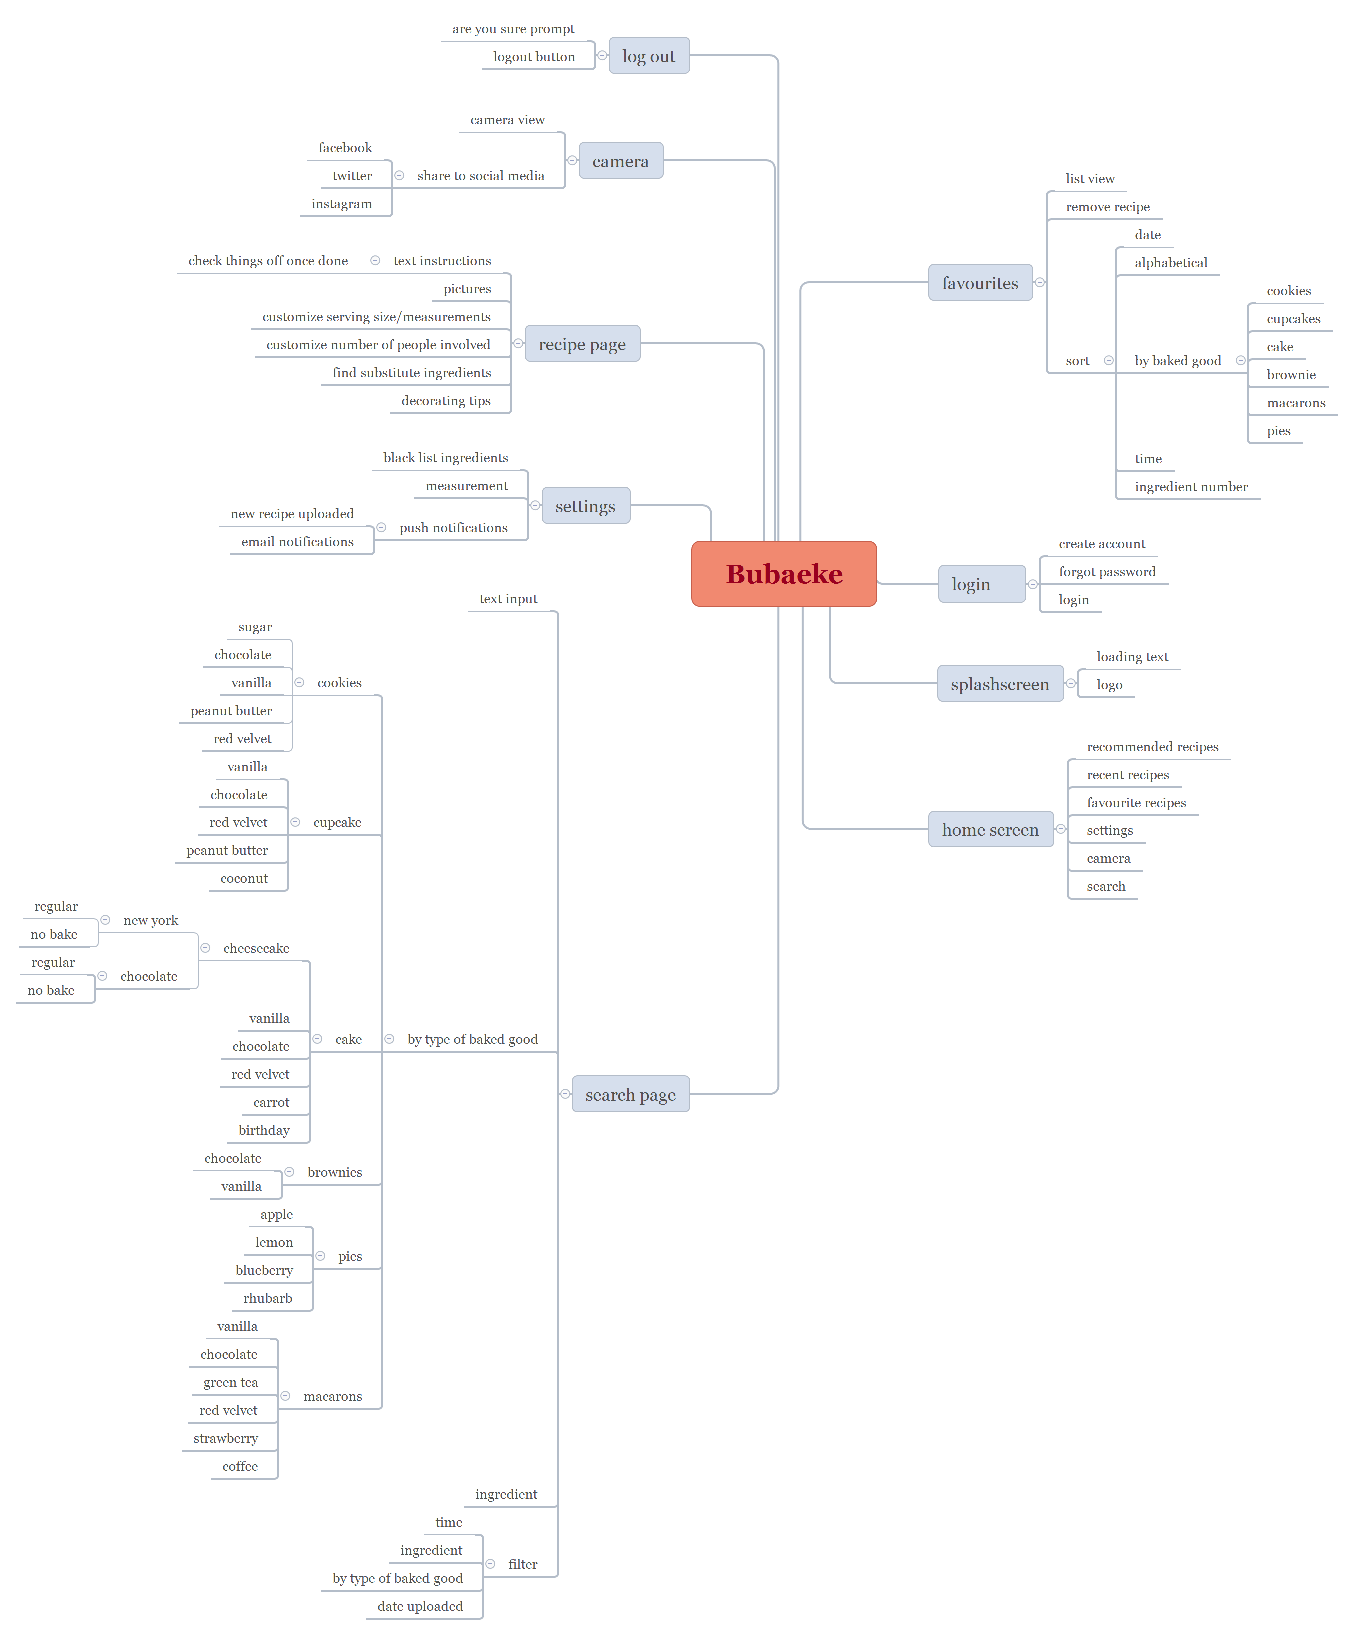 are you sure prompt
logout button
log out
camera view
facebook
twitter
instagram
share to social media
camera
check things off once done
text instructions
pictures
customize serving size/measurements
customize number of people involved
find substitute ingredients
decorating tips
recipe page
black list ingredients
measurement
new recipe uploaded
email notifications
push notifications
settings
Bubaeke
list view
remove recipe
date
alphabetical
cookies
cupcakes
cake
brownie
macarons
pies
by baked good
sort
time
ingredient number
favourites
create account
forgot password
login
login
loading text
logo
splashscreen
recommended recipes
recent recipes
favourite recipes
settings
camera
search
home screen
text input
sugar
chocolate
vanilla
peanut butter
red velvet
cookies
vanilla
chocolate
red velvet
peanut butter
coconut
cupcake
regular
no bake
new york
regular
no bake
chocolate
cheesecake
vanilla
chocolate
red velvet
carrot
birthday
cake
by type of baked good
search page
chocolate
vanilla
brownies
apple
lemon
blueberry
rhubarb
pies
vanilla
chocolate
green tea
red velvet
strawberry
coffee
macarons
ingredient
time
ingredient
by type of baked good
date uploaded
filter